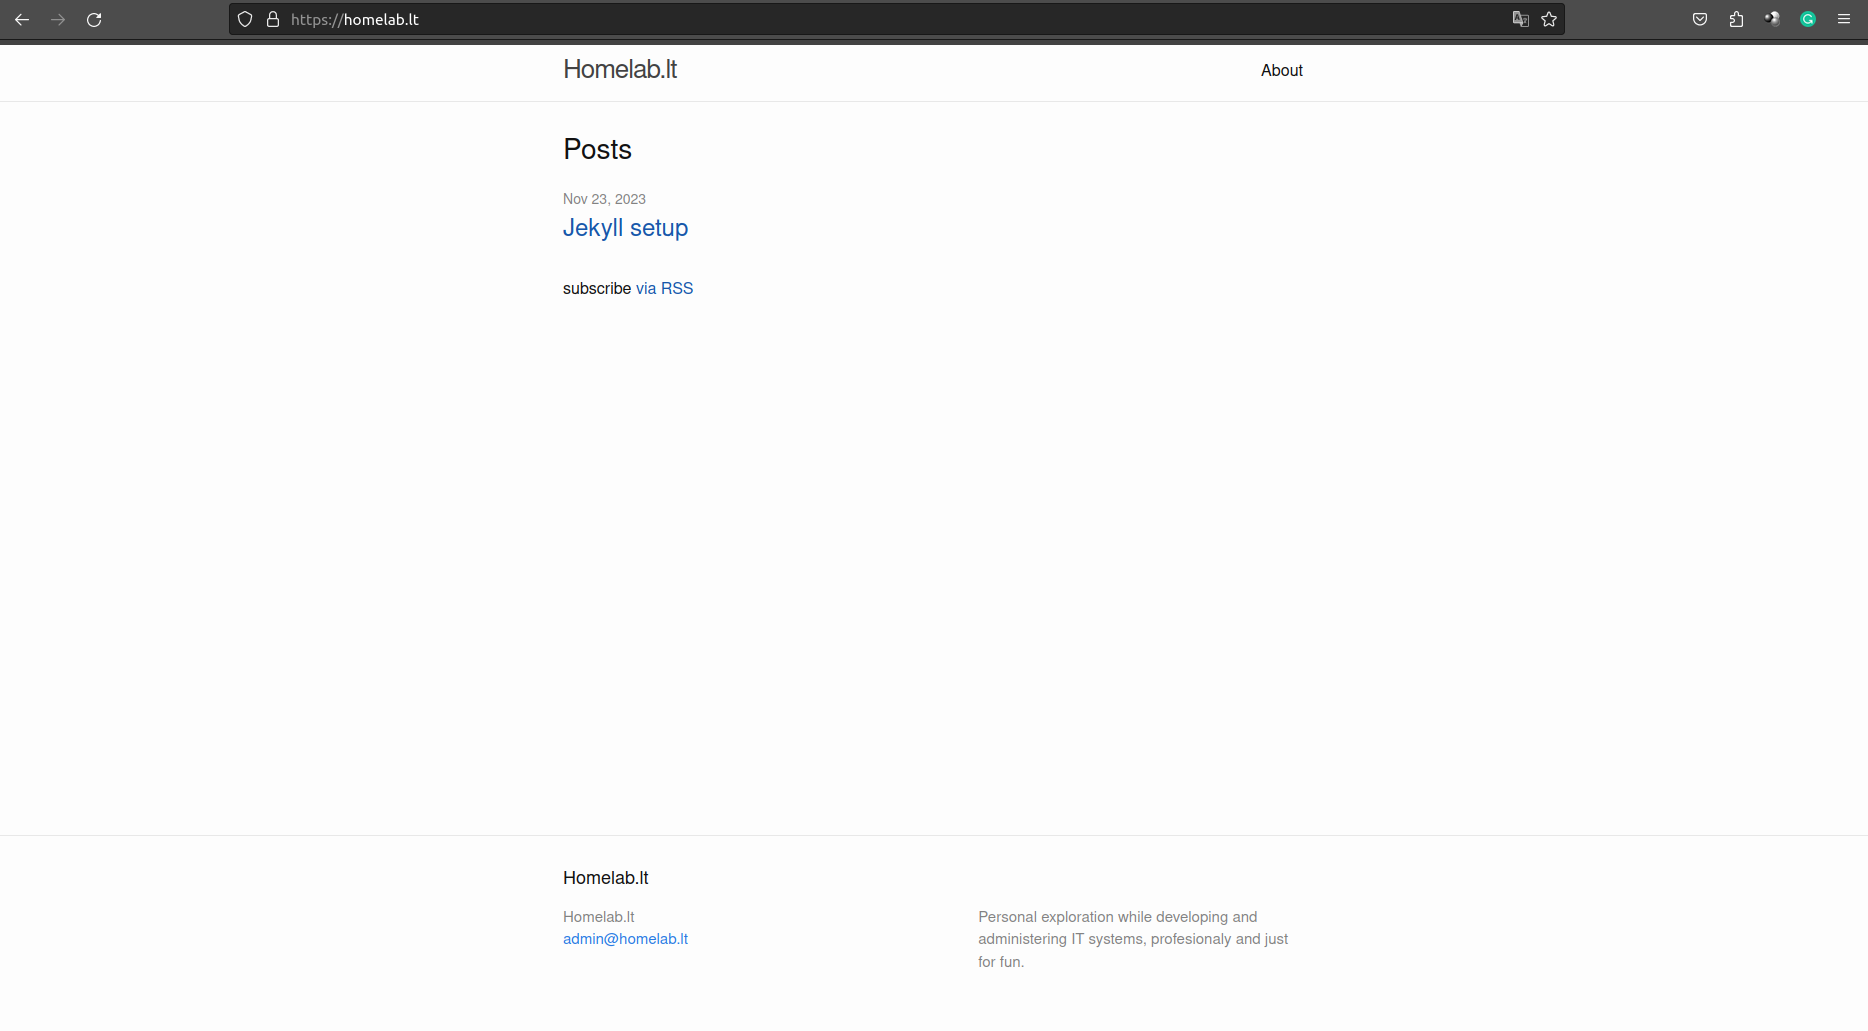 https://homelab.lt
Homelab.lt
About
Posts
Nov 23, 2023
Jekyll setup
subscribe via RSS
Homelab.lt
Homelab.lt
admin@homelab.lt
Personal exploration while developing and
administering IT systems, profesionaly and just
for fun.